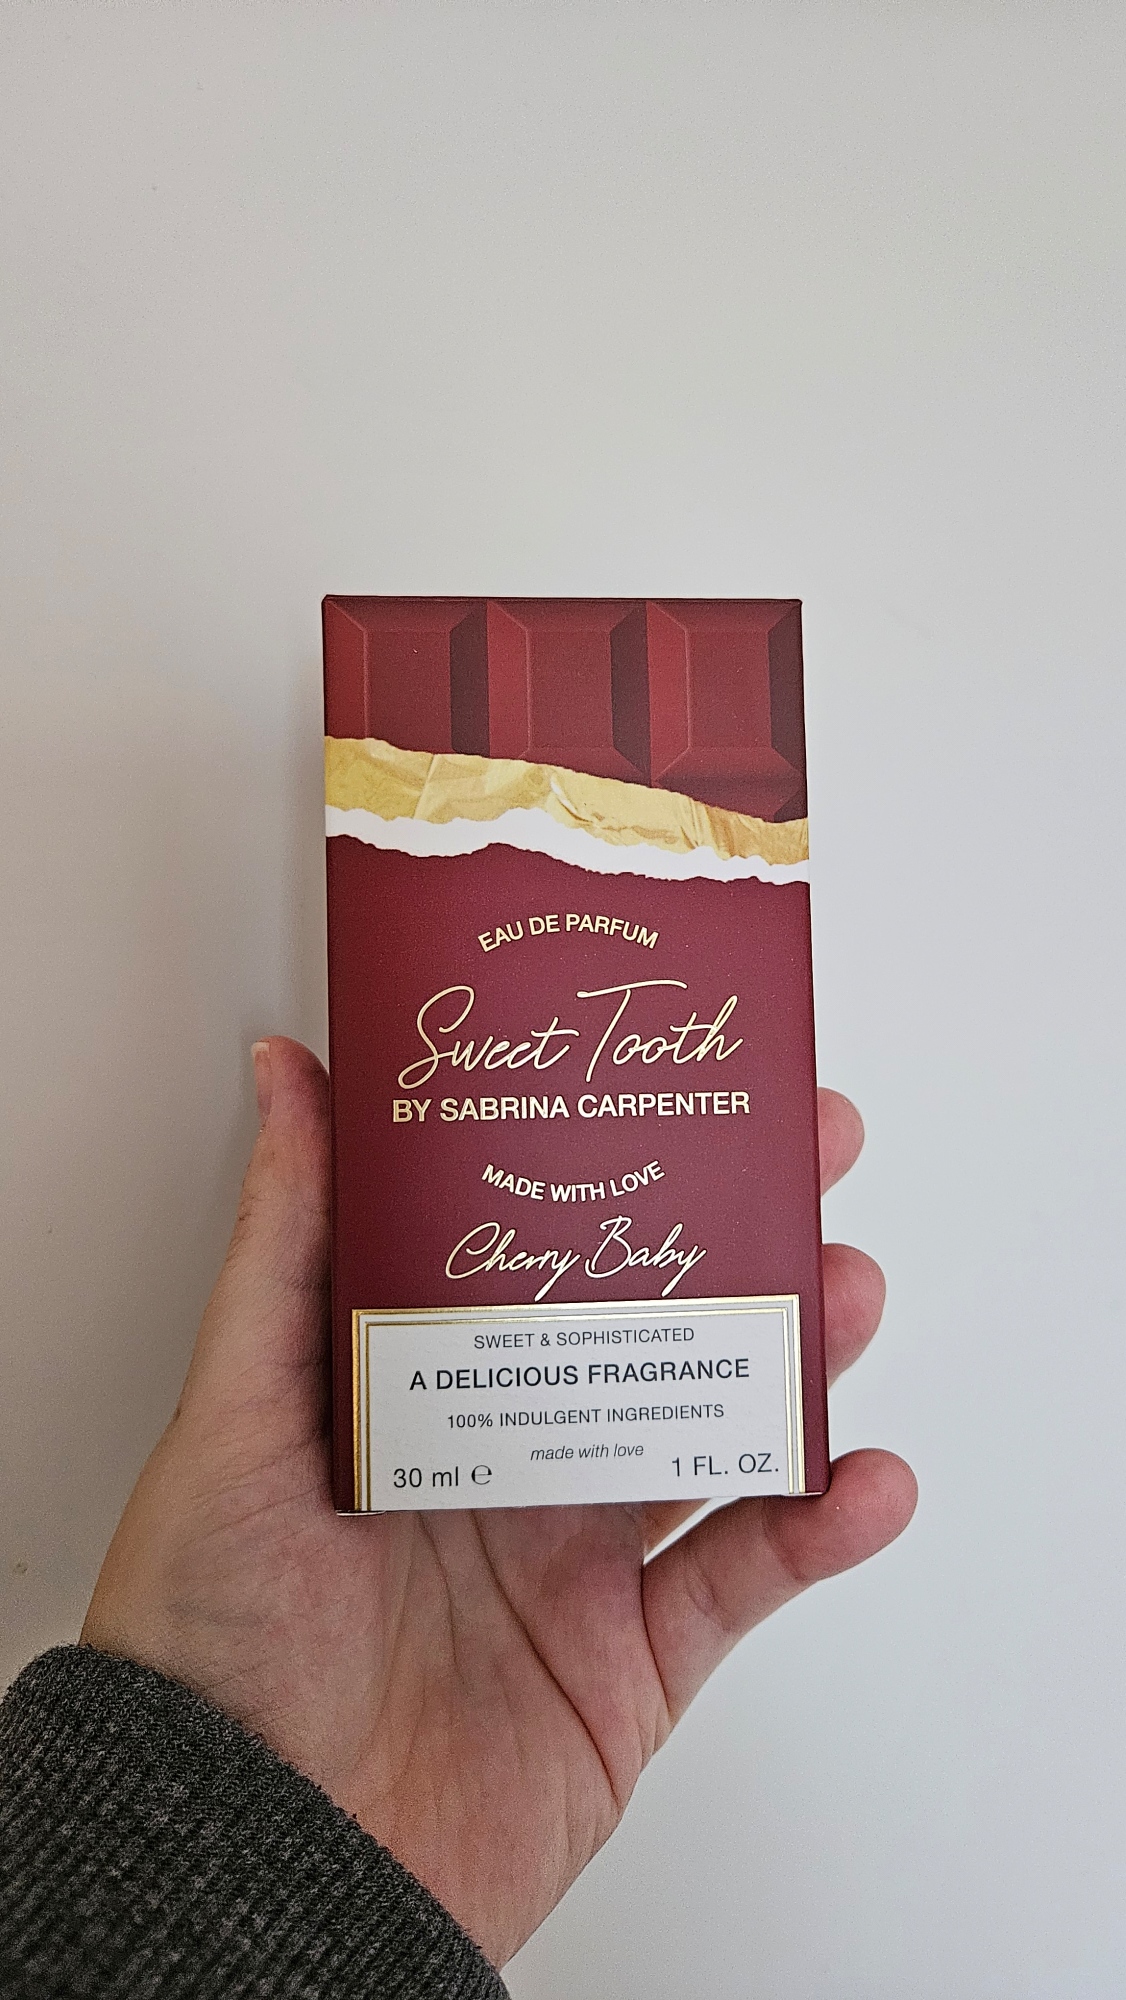 EAU DE PARFUM
Sweet Tooth
BY SABRINA CARPENTER
MADE WITH LOVE
Cherry Baby
SWEET & SOPHISTICATED
A DELICIOUS FRAGRANCE
100% INDULGENT INGREDIENTS
made with love
30 ml ℮ 1 FL. OZ.